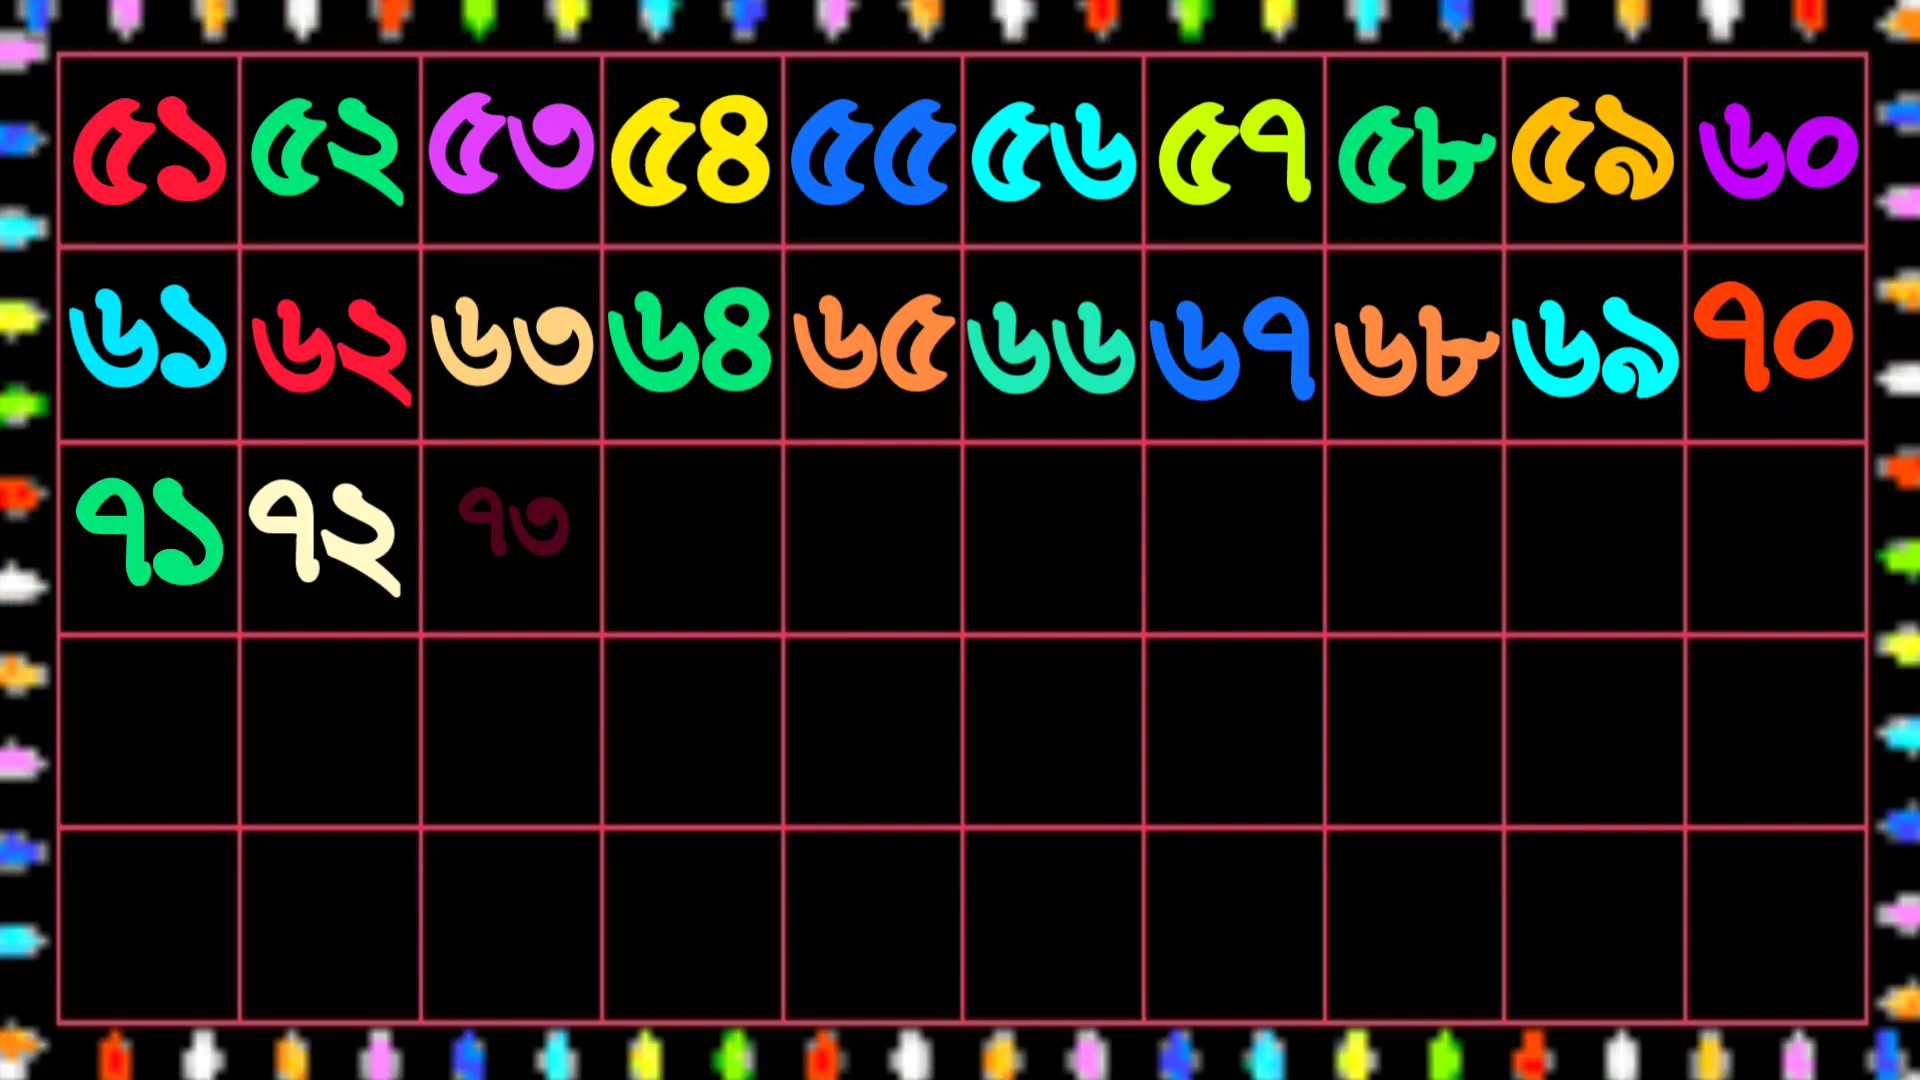 ৫১ ৫২ ৫৩ ৫৪ ৫৫ ৫৬ ৫৭ ৫৮ ৫৯ ৬০
৬১ ৬২ ৬৩ ৬৪ ৬৫ ৬৬ ৬৭ ৬৮ ৬৯ ৭০
৭১ ৭২ ৭৩